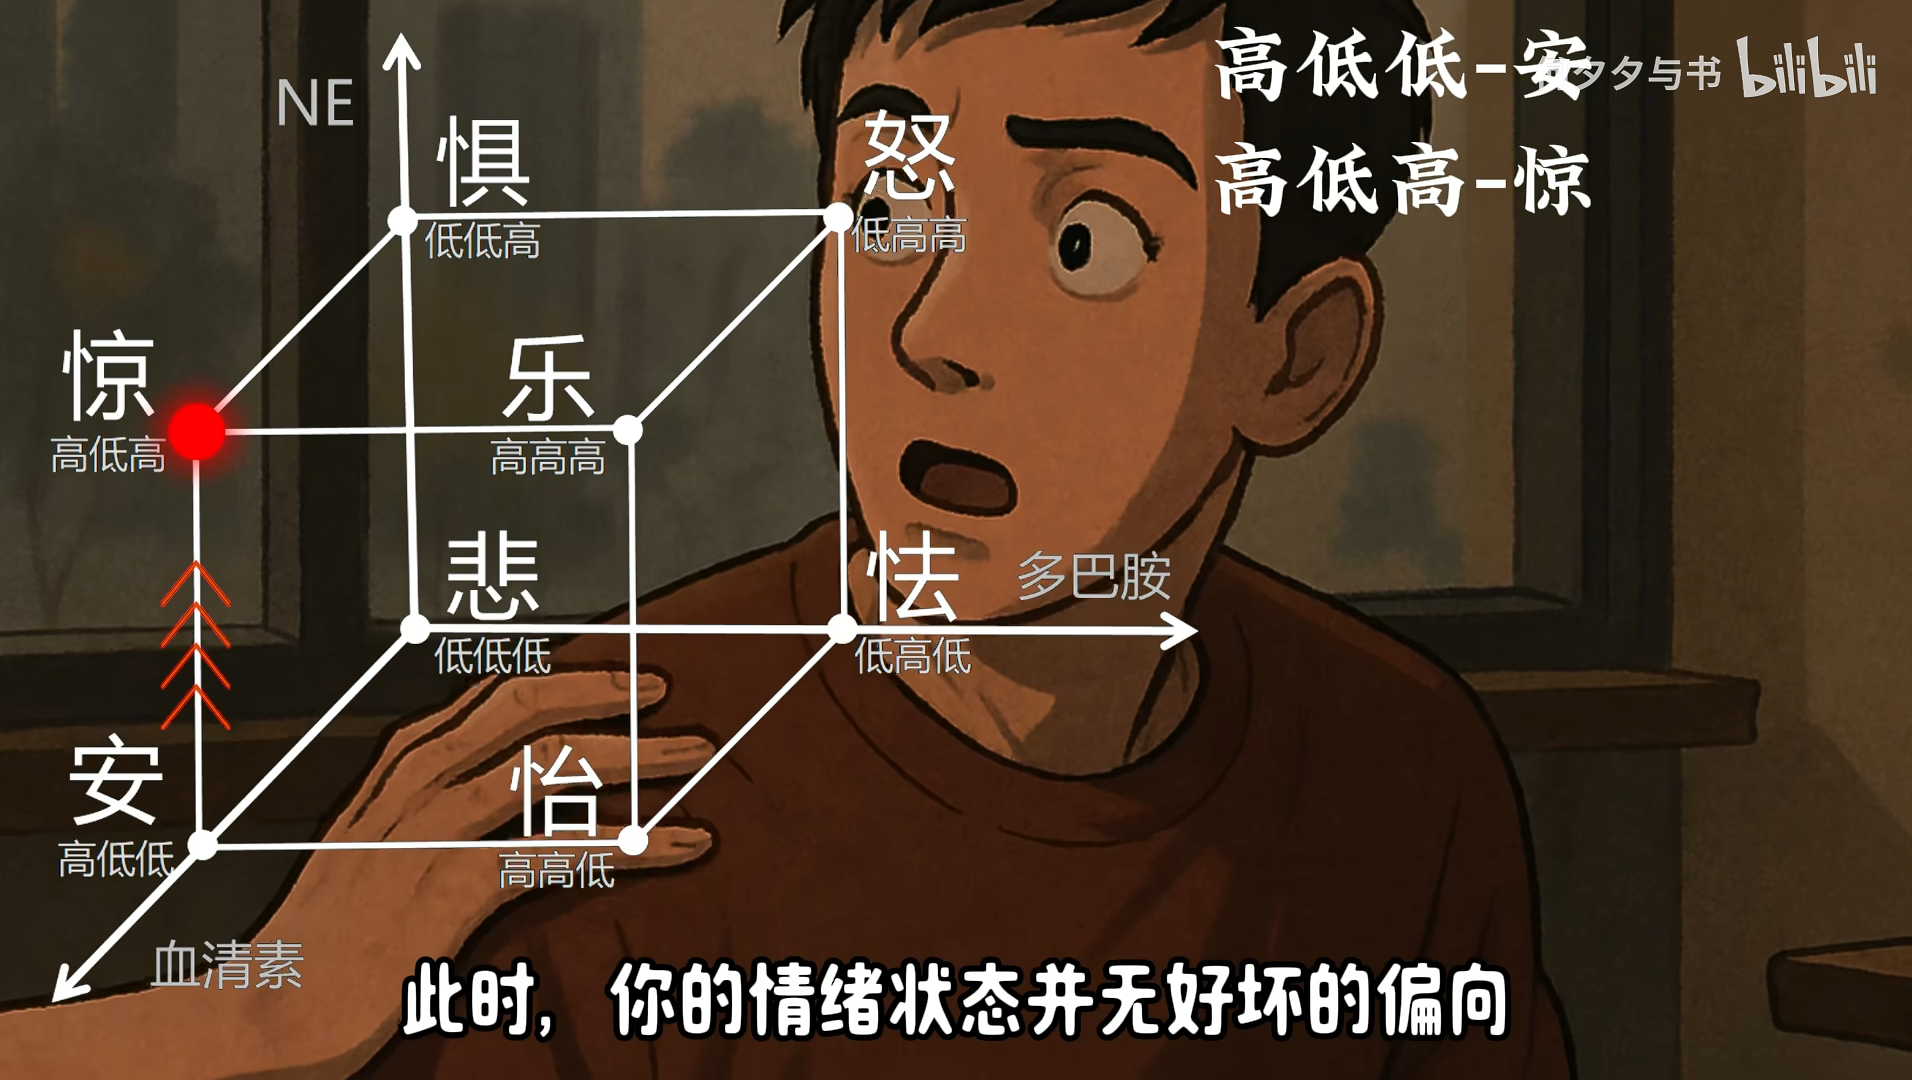 高低低-安
夕夕与书 bilibili
高低高-惊
NE
惧
低低高
怒
低高高
惊
高低高
乐
高高高
悲
低低低
怯
低高低
多巴胺
安
高低低
怡
高高低
血清素
此时，你的情绪状态并无好坏的偏向